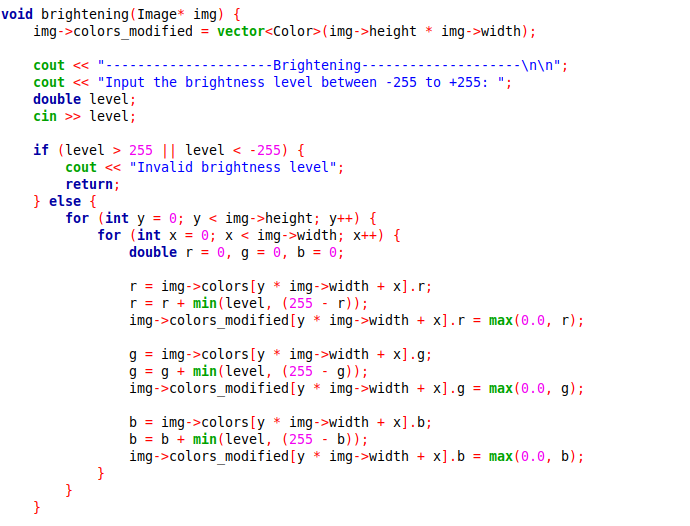 void brightening(Image* img) {
    img->colors_modified = vector<Color>(img->height * img->width);

    cout << "---------------------Brightening--------------------\n\n";
    cout << "Input the brightness level between -255 to +255: ";
    double level;
    cin >> level;

    if (level > 255 || level < -255) {
        cout << "Invalid brightness level";
        return;
    } else {
        for (int y = 0; y < img->height; y++) {
            for (int x = 0; x < img->width; x++) {
                double r = 0, g = 0, b = 0;

                r = img->colors[y * img->width + x].r;
                r = r + min(level, (255 - r));
                img->colors_modified[y * img->width + x].r = max(0.0, r);

                g = img->colors[y * img->width + x].g;
                g = g + min(level, (255 - g));
                img->colors_modified[y * img->width + x].g = max(0.0, g);

                b = img->colors[y * img->width + x].b;
                b = b + min(level, (255 - b));
                img->colors_modified[y * img->width + x].b = max(0.0, b);
            }
        }
    }